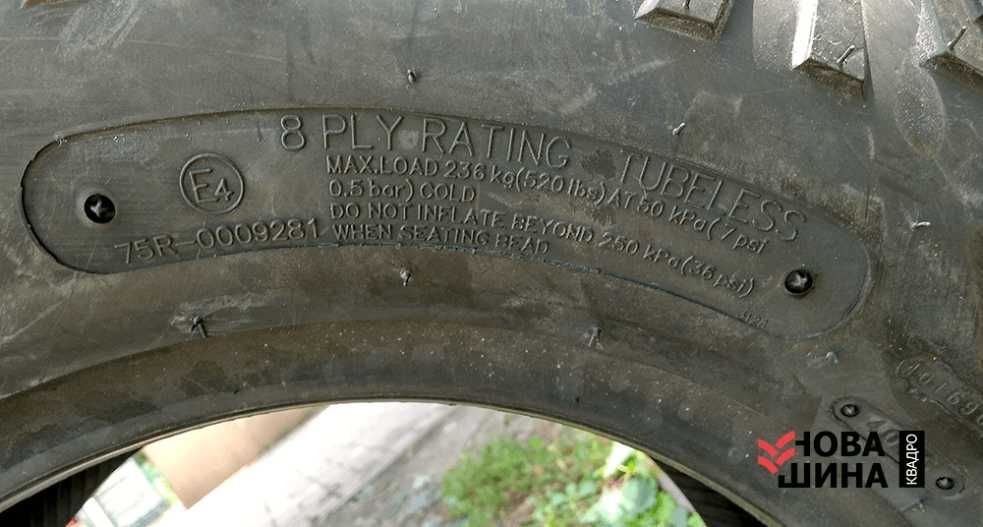 8 PLY RATING TUBELESS
E4
75R-0009281
MAX.LOAD 236 kg(520 lbs) AT 50 kPa(7 psi
0.5 bar) COLD
DO NOT INFLATE BEYOND 250 kPa(36 psi)
WHEN SEATING BEAD
НОВА
ШИНА
КВАДРО